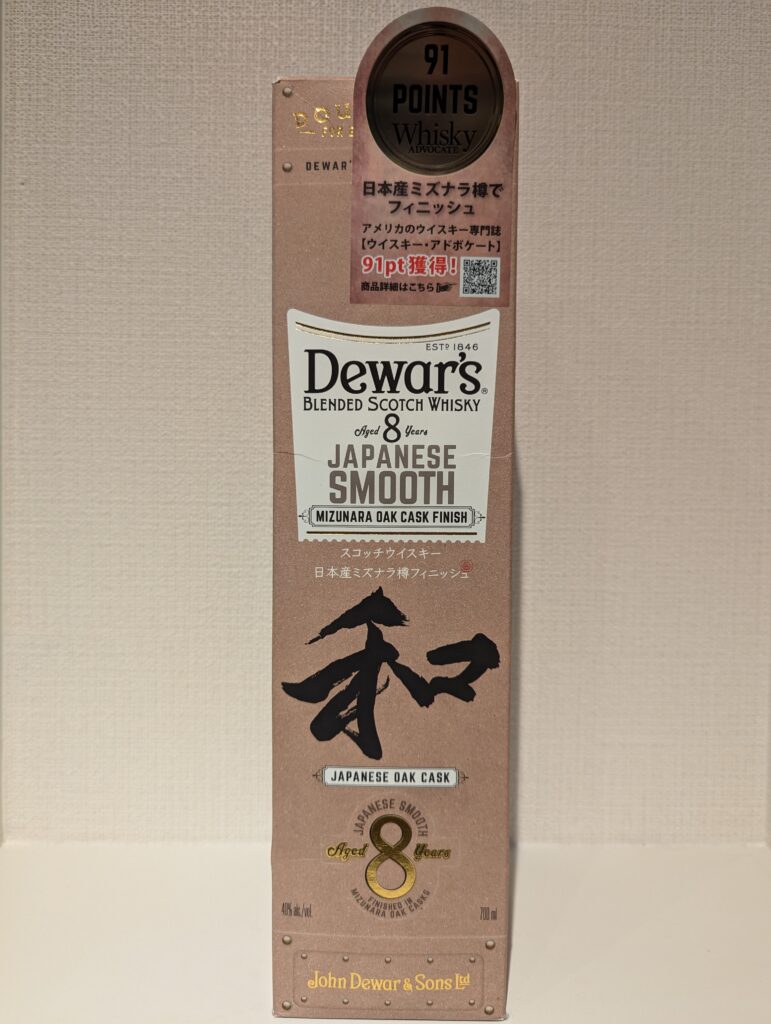 91
POINTS
Whisky
ADVOCATE
日本産ミズナラ樽で
フィニッシュ
アメリカのウイスキー専門誌
【ウイスキー・アドボケート】
91pt獲得!
商品詳細はこちら
DEWAR'
ESTD 1846
Dewar's®
BLENDED SCOTCH WHISKY
Aged 8 Years
JAPANESE
SMOOTH
MIZUNARA OAK CASK FINISH
スコッチウイスキー
日本産ミズナラ樽フィニッシュ
和
JAPANESE OAK CASK
JAPANESE SMOOTH
Aged 8 Years
FINISHED IN
MIZUNARA OAK CASKS
40% alc./vol.
700 ml
John Dewar & Sons Ltd